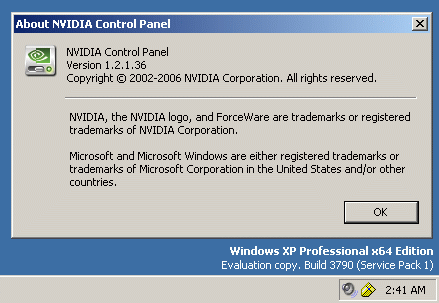 About NVIDIA Control Panel
NVIDIA Control Panel
Version 1.2.1.36
Copyright © 2002-2006 NVIDIA Corporation. All rights reserved.
NVIDIA, the NVIDIA logo, and ForceWare are trademarks or registered
trademarks of NVIDIA Corporation.
Microsoft and Microsoft Windows are either registered trademarks or
trademarks of Microsoft Corporation in the United States and/or other
countries.
OK
Windows XP Professional x64 Edition
Evaluation copy. Build 3790 (Service Pack 1)
2:41 AM